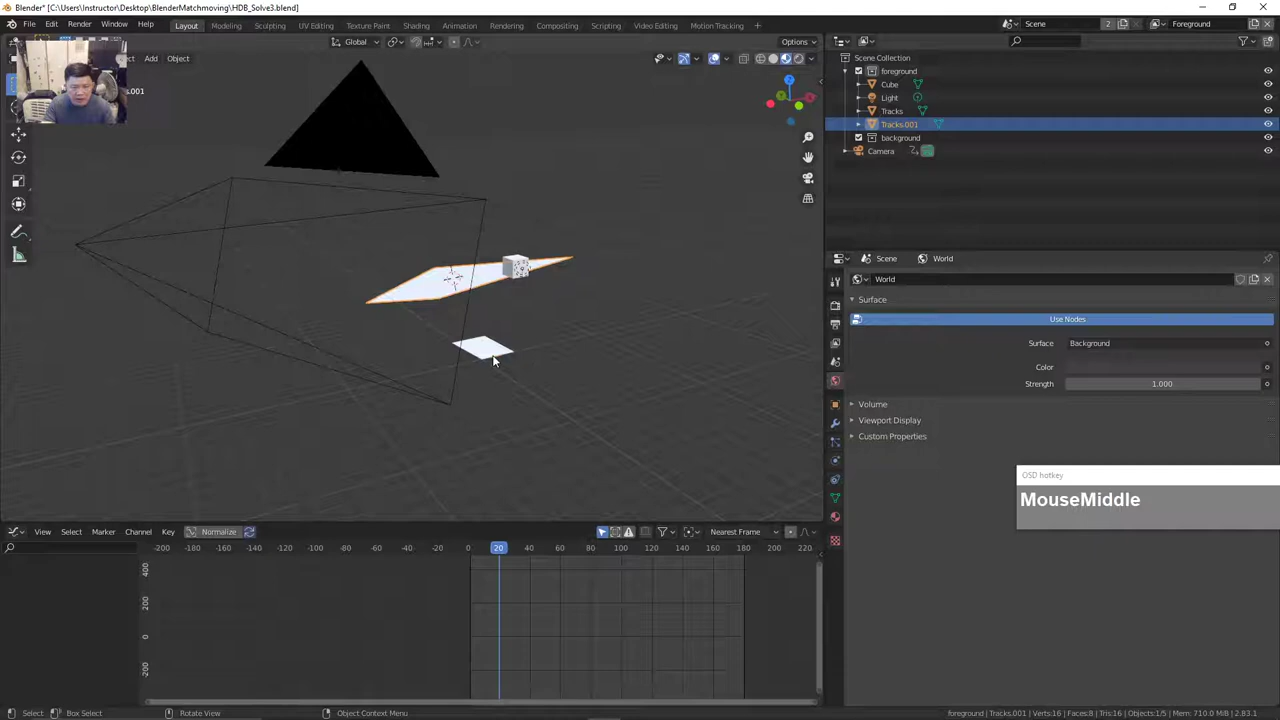 Blender* [C:\Users\Instructor\Desktop\BlenderMatchmoving\HDB_Solve3.blend]
File Edit Render Window Help Layout Modeling Sculpting UV Editing Texture Paint Shading Animation Rendering Compositing Scripting Video Editing Motion Tracking + Scene 2 Foreground
Global Options
Add Object
.001
Scene Collection
foreground
Cube
Light
Tracks
Tracks.001
background
Camera
Scene World
World
Surface
Use Nodes
Surface Background
Color
Strength 1.000
Volume
Viewport Display
Custom Properties
OSD hotkey
MouseMiddle
View Select Marker Channel Key Normalize Nearest Frame
-200 -180 -160 -140 -120 -100 -80 -60 -40 -20 0 20 40 60 80 100 120 140 160 180 200 220
400
200
0
-200
Select Box Select Rotate View Object Context Menu foreground | Tracks.001 | Verts:16 | Faces:8 | Tris:16 | Objects:1/5 | Mem: 710.0 MiB | 2.83.1